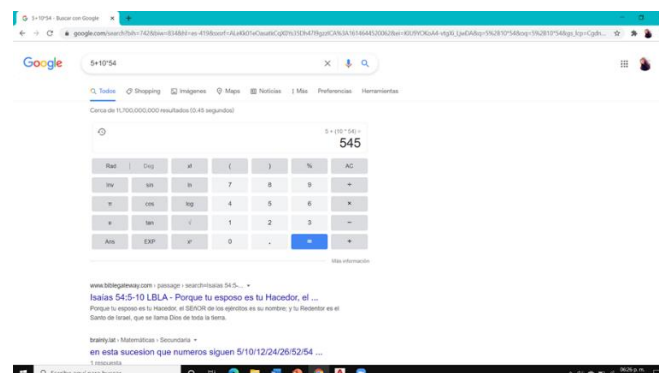 5+10*54 - Buscar con Google
Google
5+10*54
Todos Shopping Imágenes Maps Noticias Más Preferencias Herramientas
Cerca de 11,700,000,000 resultados (0.45 segundos)
5 + (10 * 54) =
545
Rad | Deg x! ( ) % AC
Inv sin ln 7 8 9 ÷
π cos log 4 5 6 ×
e tan √ 1 2 3 −
Ans EXP 0 . = +
Más información
www.biblegateway.com › passage › search=Isaías 54:5-...
Isaías 54:5-10 LBLA - Porque tu esposo es tu Hacedor, el ...
Porque tu esposo es tu Hacedor, el SEÑOR de los ejércitos es su nombre; y tu Redentor es el
Santo de Israel, que se llama Dios de toda la tierra.
brainly.lat › Matemáticas › Secundaria
en esta sucesion que numeros siguen 5/10/12/24/26/52/54 ...
1 respuesta
06:26 p. m.